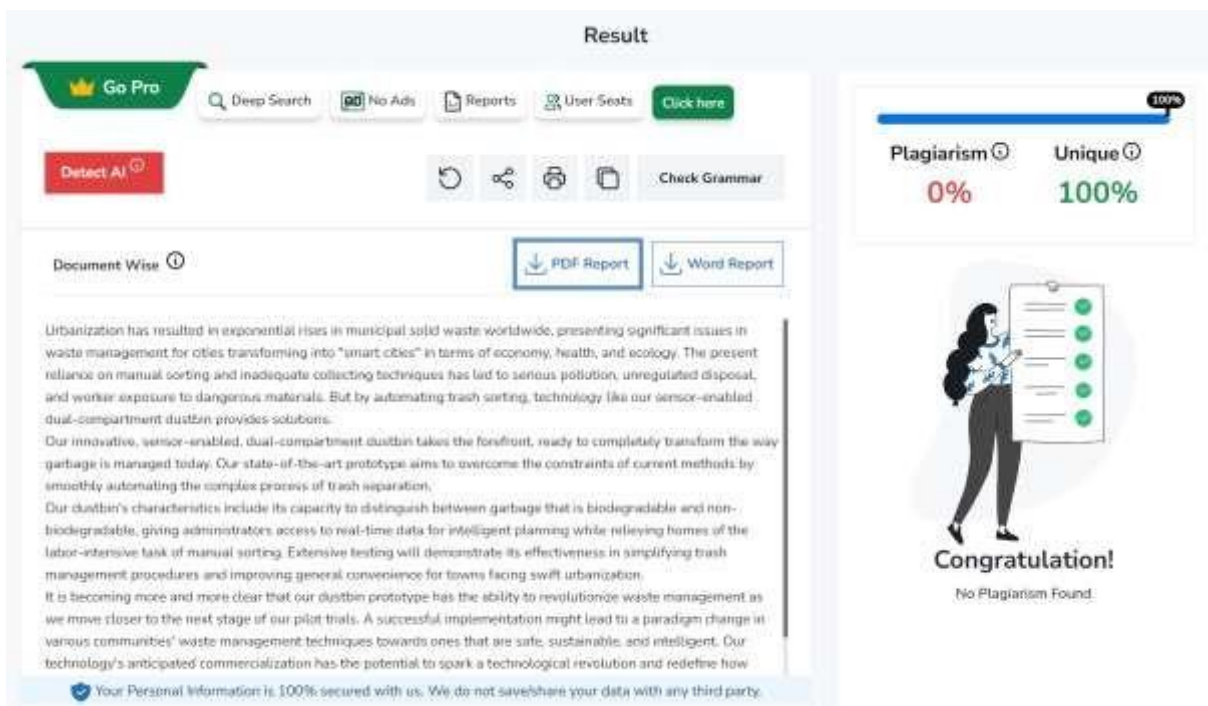 Result
Go Pro
Deep Search
AD No Ads
Reports
User Seats
Click here
100%
Plagiarism
Unique
0%
100%
Detect AI
Check Grammar
Document Wise
PDF Report
Word Report
Urbanization has resulted in exponential rises in municipal solid waste worldwide, presenting significant issues in
waste management for cities transforming into "smart cities" in terms of economy, health, and ecology. The present
reliance on manual sorting and inadequate collecting techniques has led to serious pollution, unregulated disposal,
and worker exposure to dangerous materials. But by automating trash sorting, technology like our sensor-enabled
dual-compartment dustbin provides solutions.
Our innovative, sensor-enabled, dual-compartment dustbin takes the forefront, ready to completely transform the way
garbage is managed today. Our state-of-the-art prototype aims to overcome the constraints of current methods by
smoothly automating the complex process of trash separation.
Our dustbin's characteristics include its capacity to distinguish between garbage that is biodegradable and non-
biodegradable, giving administrators access to real-time data for intelligent planning while relieving homes of the
labor-intensive task of manual sorting. Extensive testing will demonstrate its effectiveness in simplifying trash
management procedures and improving general convenience for towns facing swift urbanization.
It is becoming more and more clear that our dustbin prototype has the ability to revolutionize waste management as
we move closer to the next stage of our pilot trials. A successful implementation might lead to a paradigm change in
various communities' waste management techniques towards ones that are safe, sustainable, and intelligent. Our
technology's anticipated commercialization has the potential to spark a technological revolution and redefine how
Your Personal Information is 100% secured with us. We do not save/share your data with any third party.
Congratulation!
No Plagiarism Found